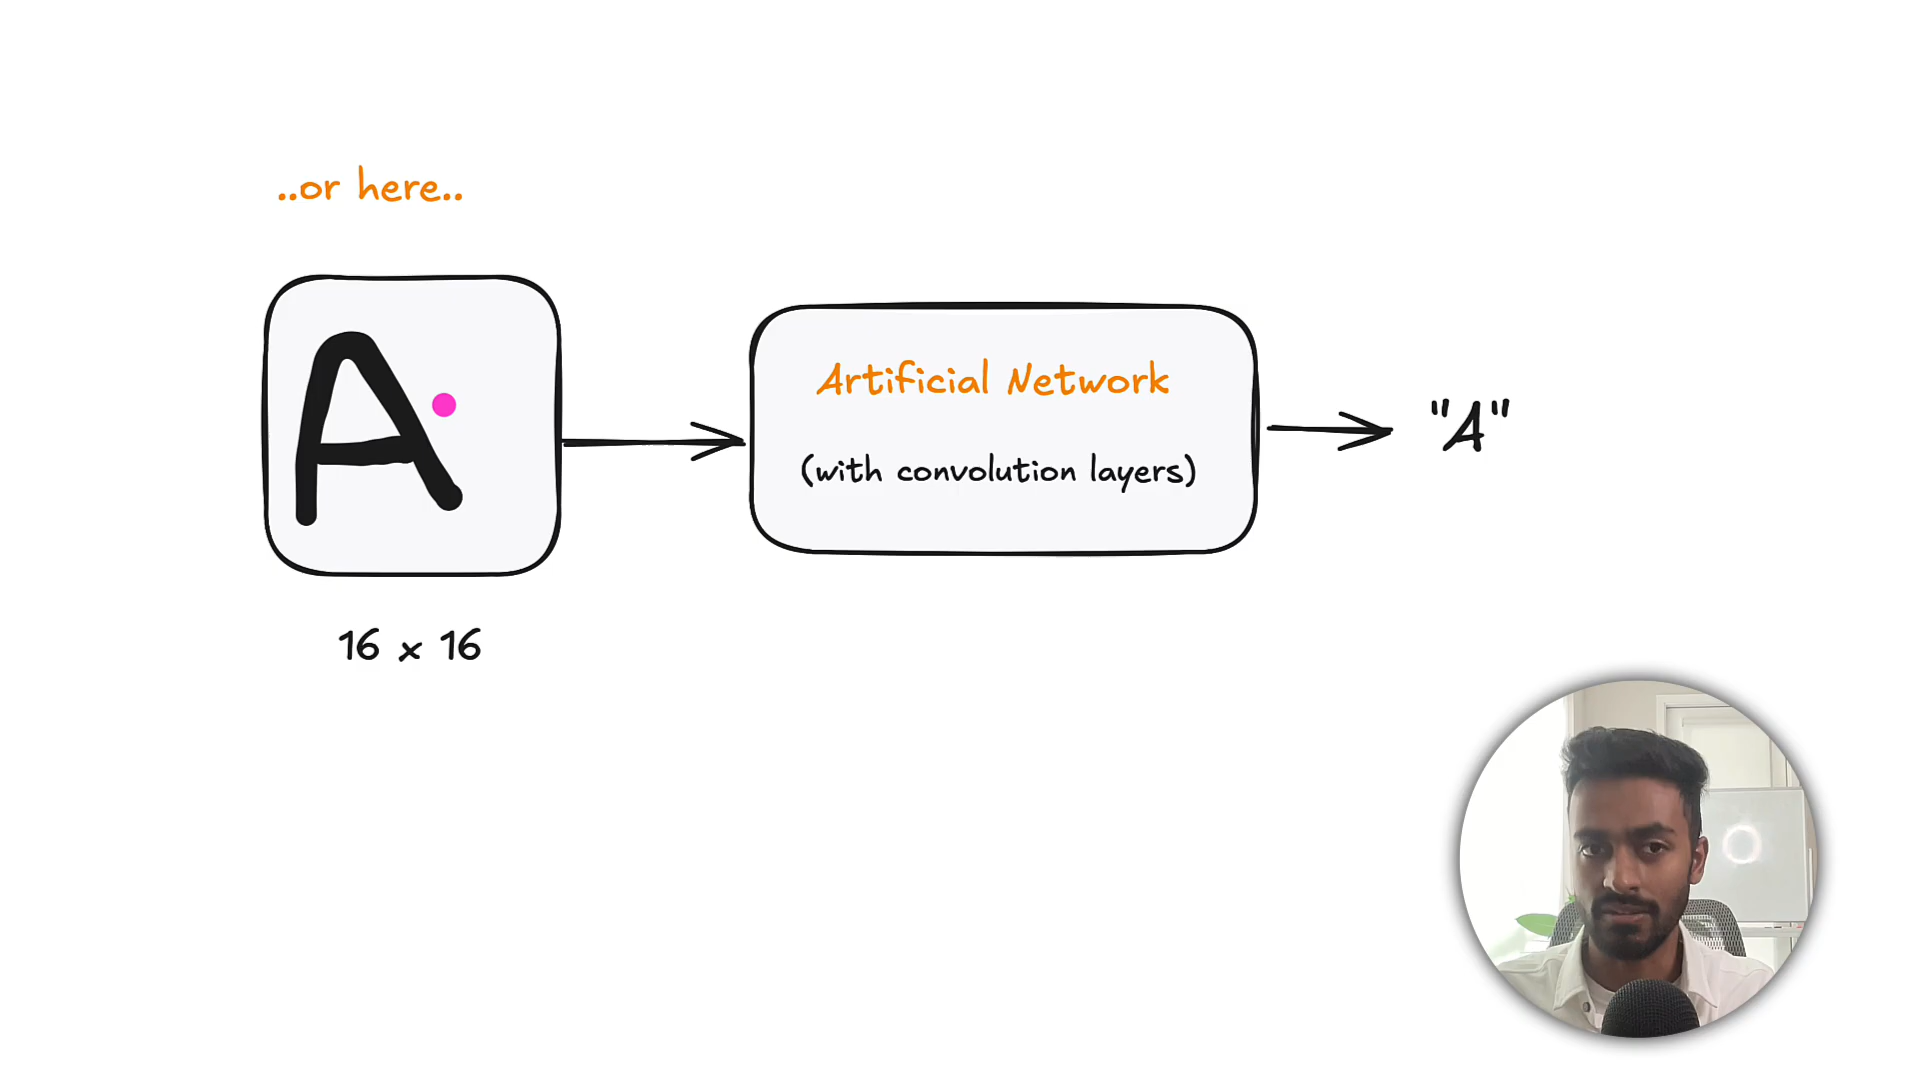 ..or here..
A
Artificial Network
(with convolution layers)
"A"
16 x 16